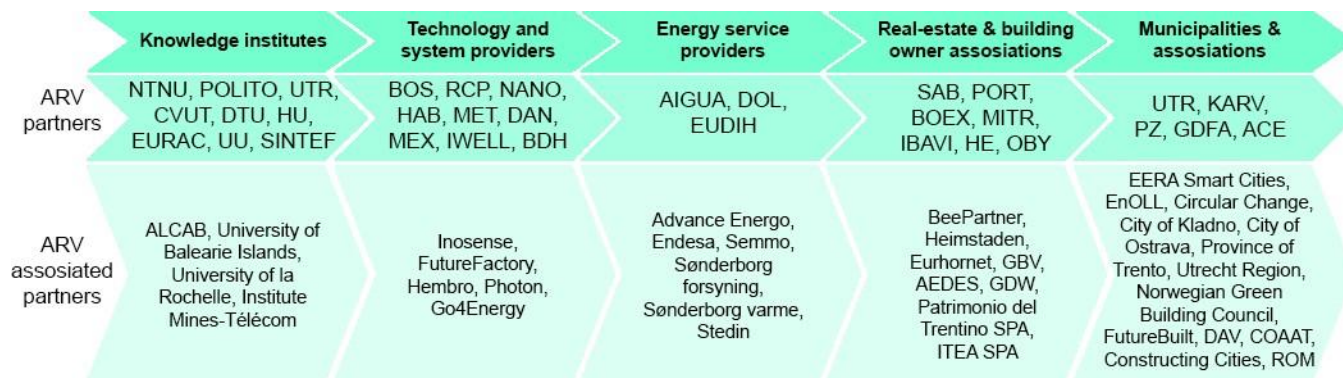 Knowledge institutes
Technology and
system providers
Energy service
providers
Real-estate & building
owner assosiations
Municipalities &
assosiations
ARV
partners
NTNU, POLITO, UTR,
CVUT, DTU, HU,
EURAC, UU, SINTEF
BOS, RCP, NANO,
HAB, MET, DAN,
MEX, IWELL, BDH
AIGUA, DOL,
EUDIH
SAB, PORT,
BOEX, MITR,
IBAVI, HE, OBY
UTR, KARV,
PZ, GDFA, ACE
ARV
assosiated
partners
ALCAB, University of
Balearie Islands,
University of la
Rochelle, Institute
Mines-Télécom
Inosense,
FutureFactory,
Hembro, Photon,
Go4Energy
Advance Energo,
Endesa, Semmo,
Sønderborg
forsyning,
Sønderborg varme,
Stedin
BeePartner,
Heimstaden,
Eurhornet, GBV,
AEDES, GDW,
Patrimonio del
Trentino SPA,
ITEA SPA
EERA Smart Cities,
EnOLL, Circular Change,
City of Kladno, City of
Ostrava, Province of
Trento, Utrecht Region,
Norwegian Green
Building Council,
FutureBuilt, DAV, COAAT,
Constructing Cities, ROM